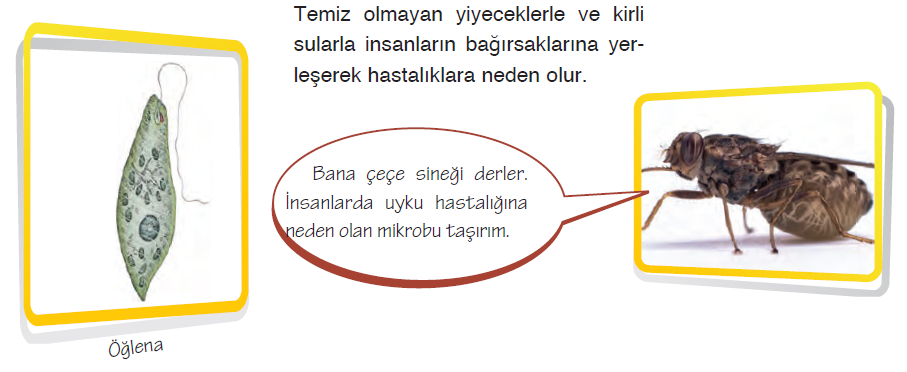 Temiz olmayan yiyeceklerle ve kirli
sularla insanların bağırsaklarına yer-
leşerek hastalıklara neden olur.
Bana çeçe sineği derler.
İnsanlarda uyku hastalığına
neden olan mikrobu taşırım.
Öğlena